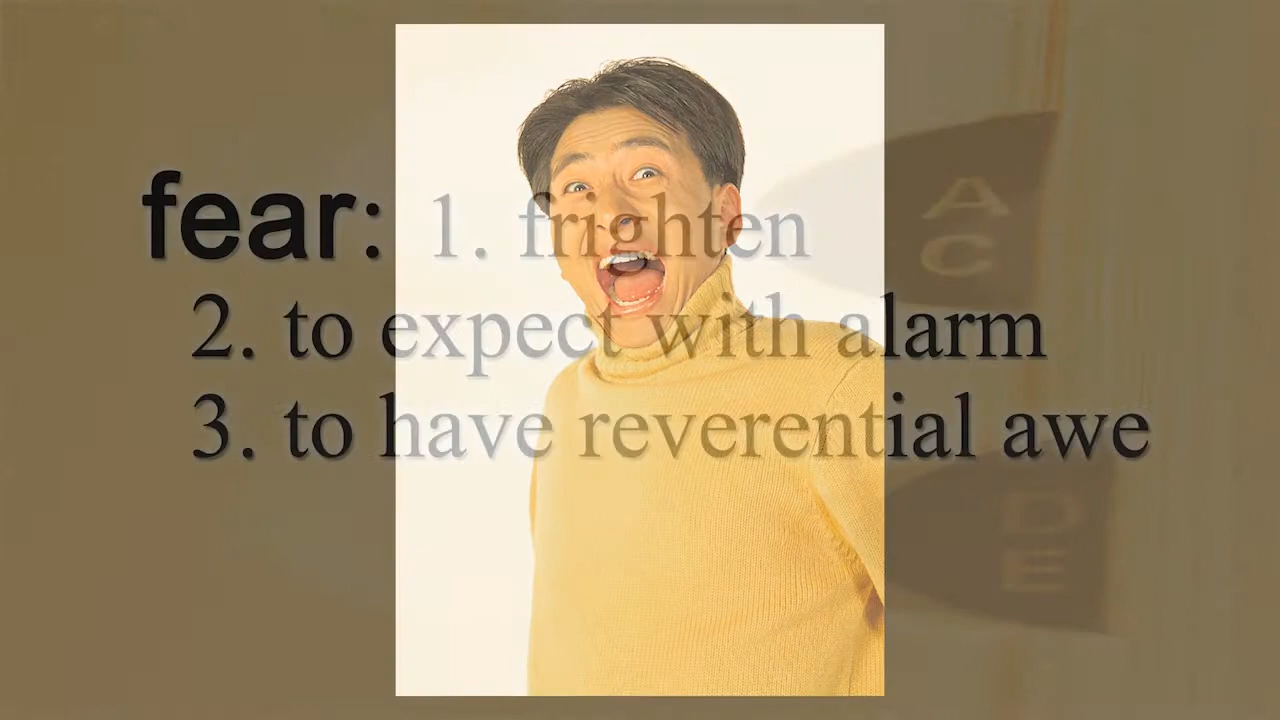 fear: 1. frighten
2. to expect with alarm
3. to have reverential awe
A
C
D
E